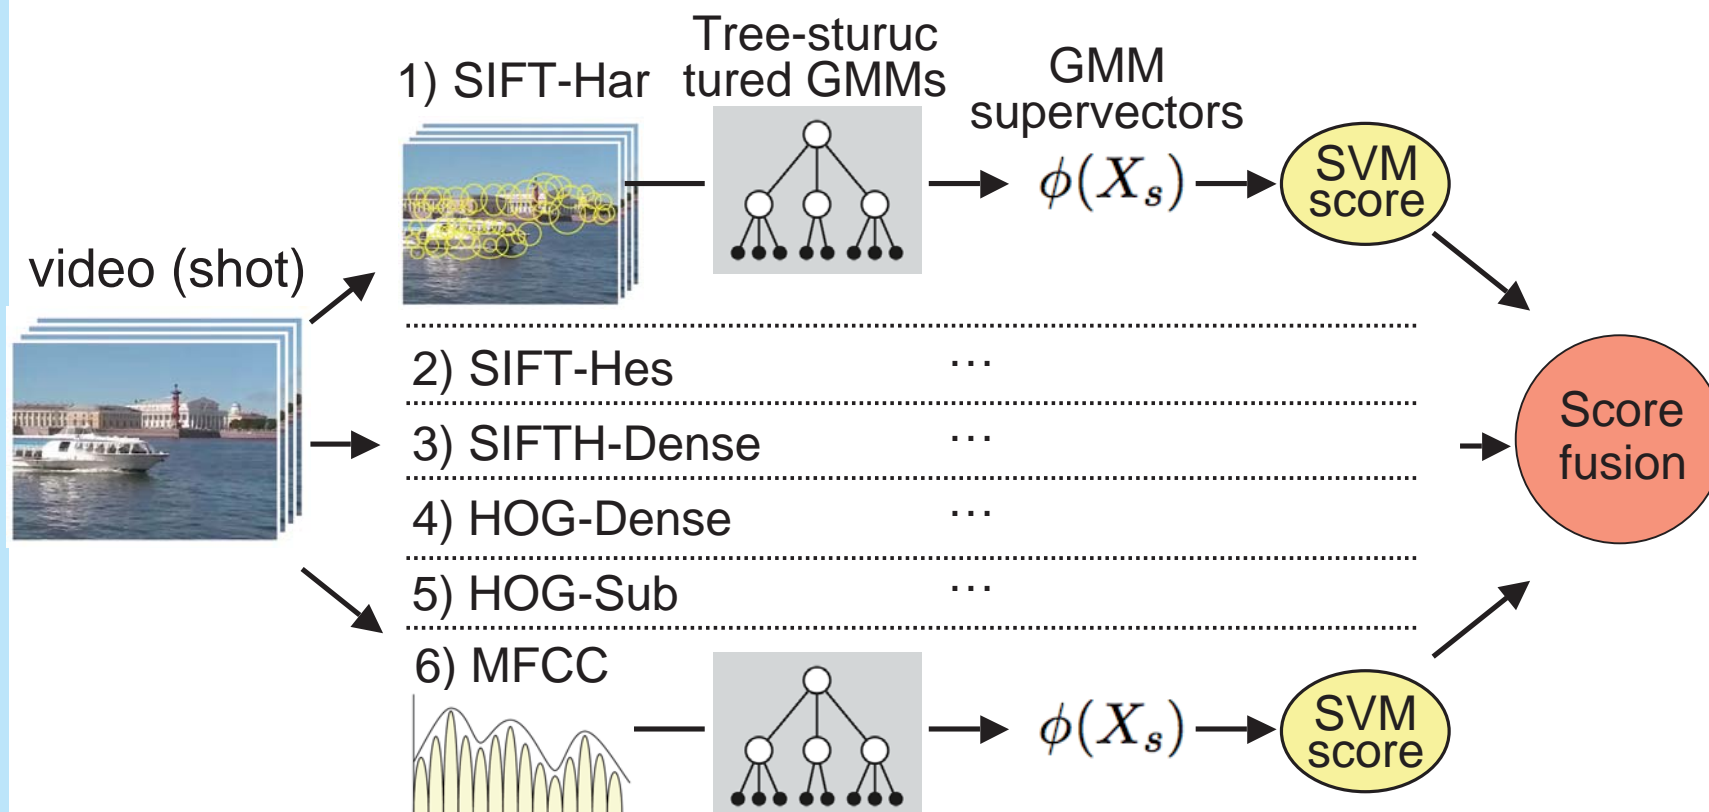 Tree-sturuc
tured GMMs
1) SIFT-Har
GMM
supervectors
ϕ(Xₛ)
SVM
score
video (shot)
2) SIFT-Hes ...
3) SIFTH-Dense ...
4) HOG-Dense ...
5) HOG-Sub ...
Score
fusion
6) MFCC
ϕ(Xₛ)
SVM
score